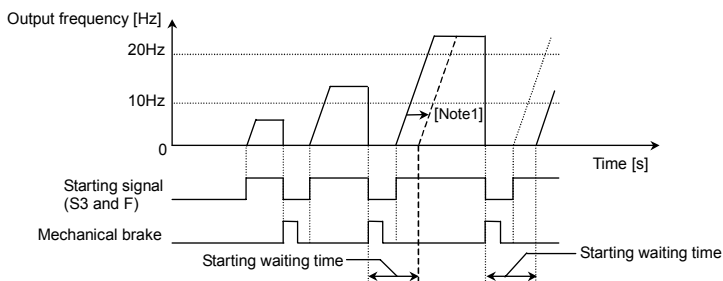 Output frequency [Hz]
20Hz
10Hz
[Note1]
0
Time [s]
Starting signal
(S3 and F)
Mechanical brake
Starting waiting time
Starting waiting time